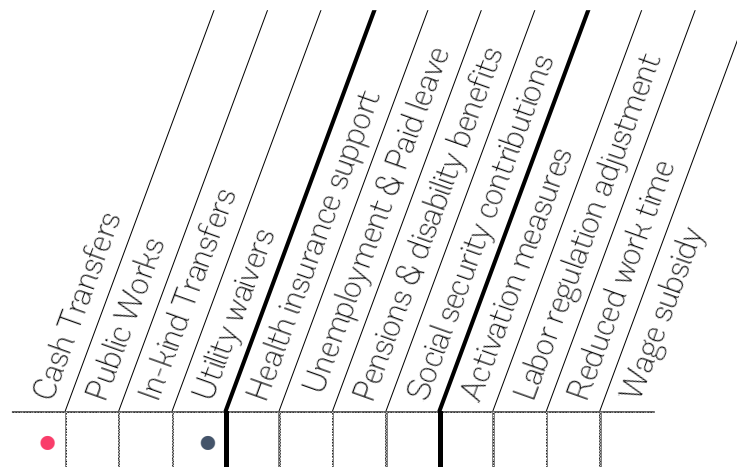 Cash Transfers
Public Works
In-kind Transfers
Utility waivers
Health insurance support
Unemployment & Paid leave
Pensions & disability benefits
Social security contributions
Activation measures
Labor regulation adjustment
Reduced work time
Wage subsidy